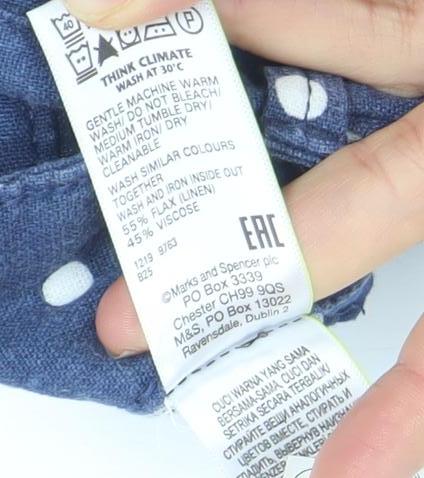 40
P
THINK CLIMATE
WASH AT 30°C
GENTLE MACHINE WARM
WASH/ DO NOT BLEACH/
MEDIUM TUMBLE DRY/
WARM IRON/ DRY
CLEANABLE
WASH SIMILAR COLOURS
TOGETHER
WASH AND IRON INSIDE OUT
55% FLAX (LINEN)
45% VISCOSE
1219 9763
825
EAC
©Marks and Spencer plc
PO Box 3339
Chester CH99 9QS
M&S, PO Box 13022
Ravensdale, Dublin 2
CUCI WARNA YANG SAMA
BERSAMA-SAMA, CUCI DAN
SETRIKA SECARA TERBALIK/
СТИРАЙТЕ ВЕЩИ АНАЛОГИЧНЫХ
ЦВЕТОВ ВМЕСТЕ, СТИРАТЬ И
ГЛАДИТЬ, ВЫВЕРНУВ НАИЗНА